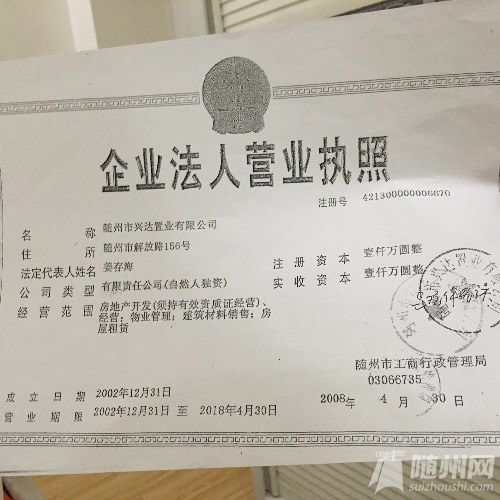 企业法人营业执照
注册号 421300000006670
名 称 随州市兴达置业有限公司
住 所 随州市解放路156号
法定代表人姓名 姜存海
注 册 资 本 壹仟万圆整
实 收 资 本 壹仟万圆整
公 司 类 型 有限责任公司(自然人独资)
经 营 范 围 房地产开发(须持有效资质证经营)、
经营；物业管理；建筑材料销售；房
屋租赁
随州市工商行政管理局
03066735
成 立 日 期 2002年12月31日
营 业 期 限 2002年12月31日 至 2018年4月30日
2008年 4 月 30 日
随州网
suizhoushi.com